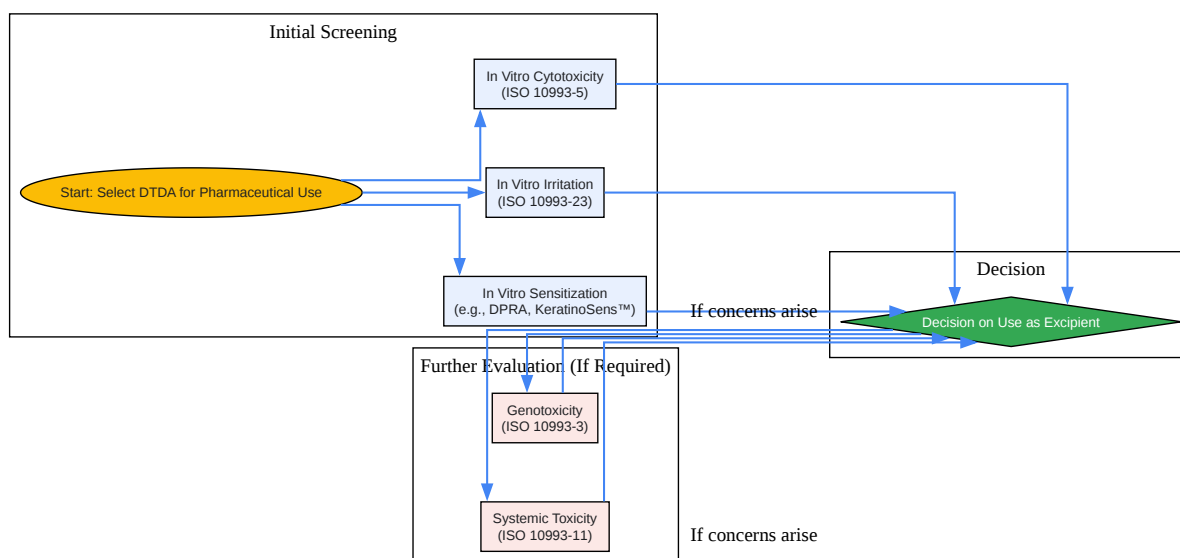 Initial Screening
In Vitro Cytotoxicity
(ISO 10993-5)
Start: Select DTDA for Pharmaceutical Use
In Vitro Irritation
(ISO 10993-23)
In Vitro Sensitization
(e.g., DPRA, KeratinoSens™)
If concerns arise
Decision
Decision on Use as Excipient
Further Evaluation (If Required)
Genotoxicity
(ISO 10993-3)
Systemic Toxicity
(ISO 10993-11)
If concerns arise